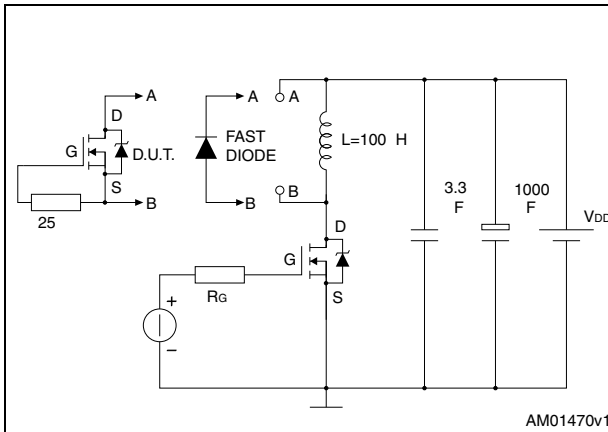 A
A
A
D
G
D.U.T.
FAST
DIODE
L=100 H
S
B
B
B
25
3.3
F
1000
F
VDD
D
G
S
RG
+
−
AM01470v1